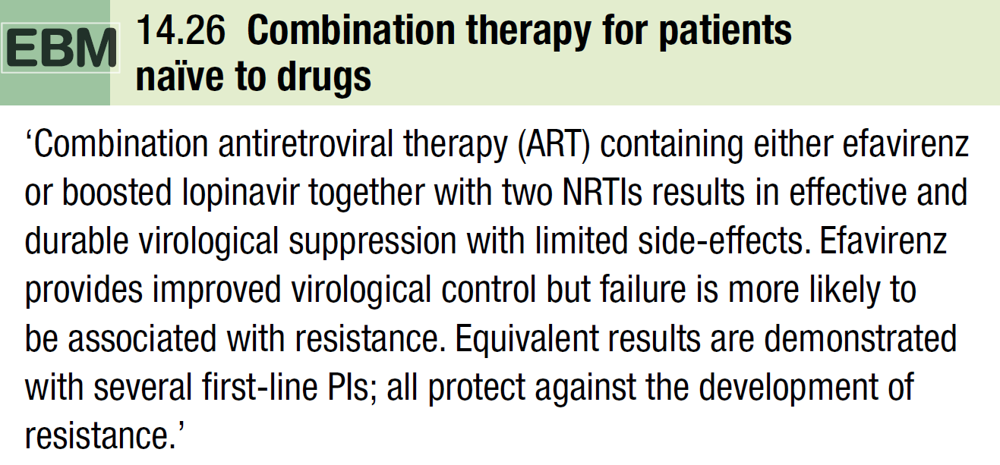 EBM
14.26 Combination therapy for patients
naïve to drugs
‘Combination antiretroviral therapy (ART) containing either efavirenz
or boosted lopinavir together with two NRTIs results in effective and
durable virological suppression with limited side-effects. Efavirenz
provides improved virological control but failure is more likely to
be associated with resistance. Equivalent results are demonstrated
with several first-line PIs; all protect against the development of
resistance.’